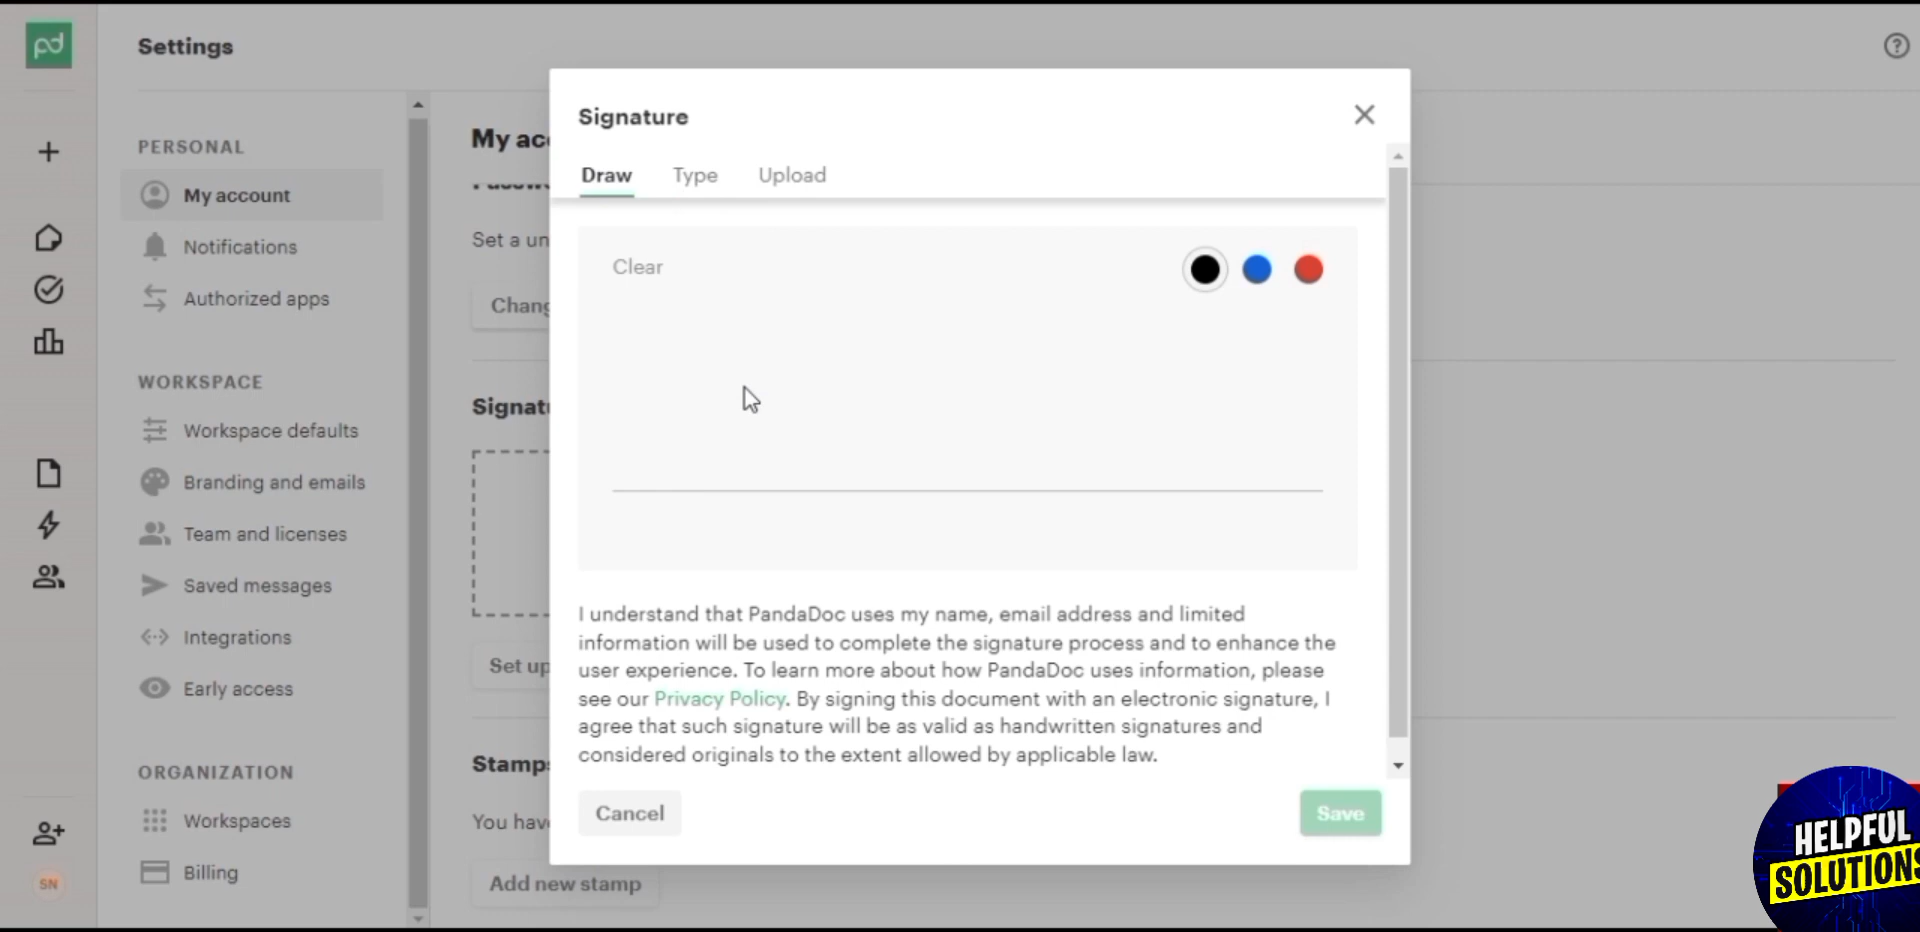 pd
Settings
PERSONAL
My account
Notifications
Authorized apps
WORKSPACE
Workspace defaults
Branding and emails
Team and licenses
Saved messages
Integrations
Early access
ORGANIZATION
Workspaces
Billing
SN
My acc
Set a un
Chang
Signatu
Set up
Stamps
You have
Add new stamp
Signature
Draw Type Upload
Clear
I understand that PandaDoc uses my name, email address and limited
information will be used to complete the signature process and to enhance the
user experience. To learn more about how PandaDoc uses information, please
see our Privacy Policy. By signing this document with an electronic signature, I
agree that such signature will be as valid as handwritten signatures and
considered originals to the extent allowed by applicable law.
Cancel Save
HELPFUL
SOLUTIONS